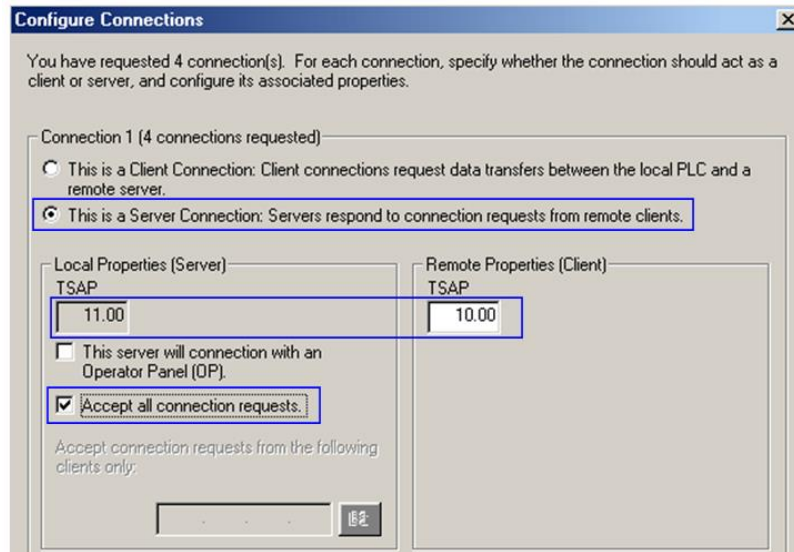 Configure Connections
You have requested 4 connection(s). For each connection, specify whether the connection should act as a
client or server, and configure its associated properties.
Connection 1 (4 connections requested)
This is a Client Connection: Client connections request data transfers between the local PLC and a
remote server.
This is a Server Connection: Servers respond to connection requests from remote clients.
Local Properties (Server)
TSAP
11.00
This server will connection with an
Operator Panel (OP).
Accept all connection requests.
Accept connection requests from the following
clients only:
Remote Properties (Client)
TSAP
10.00